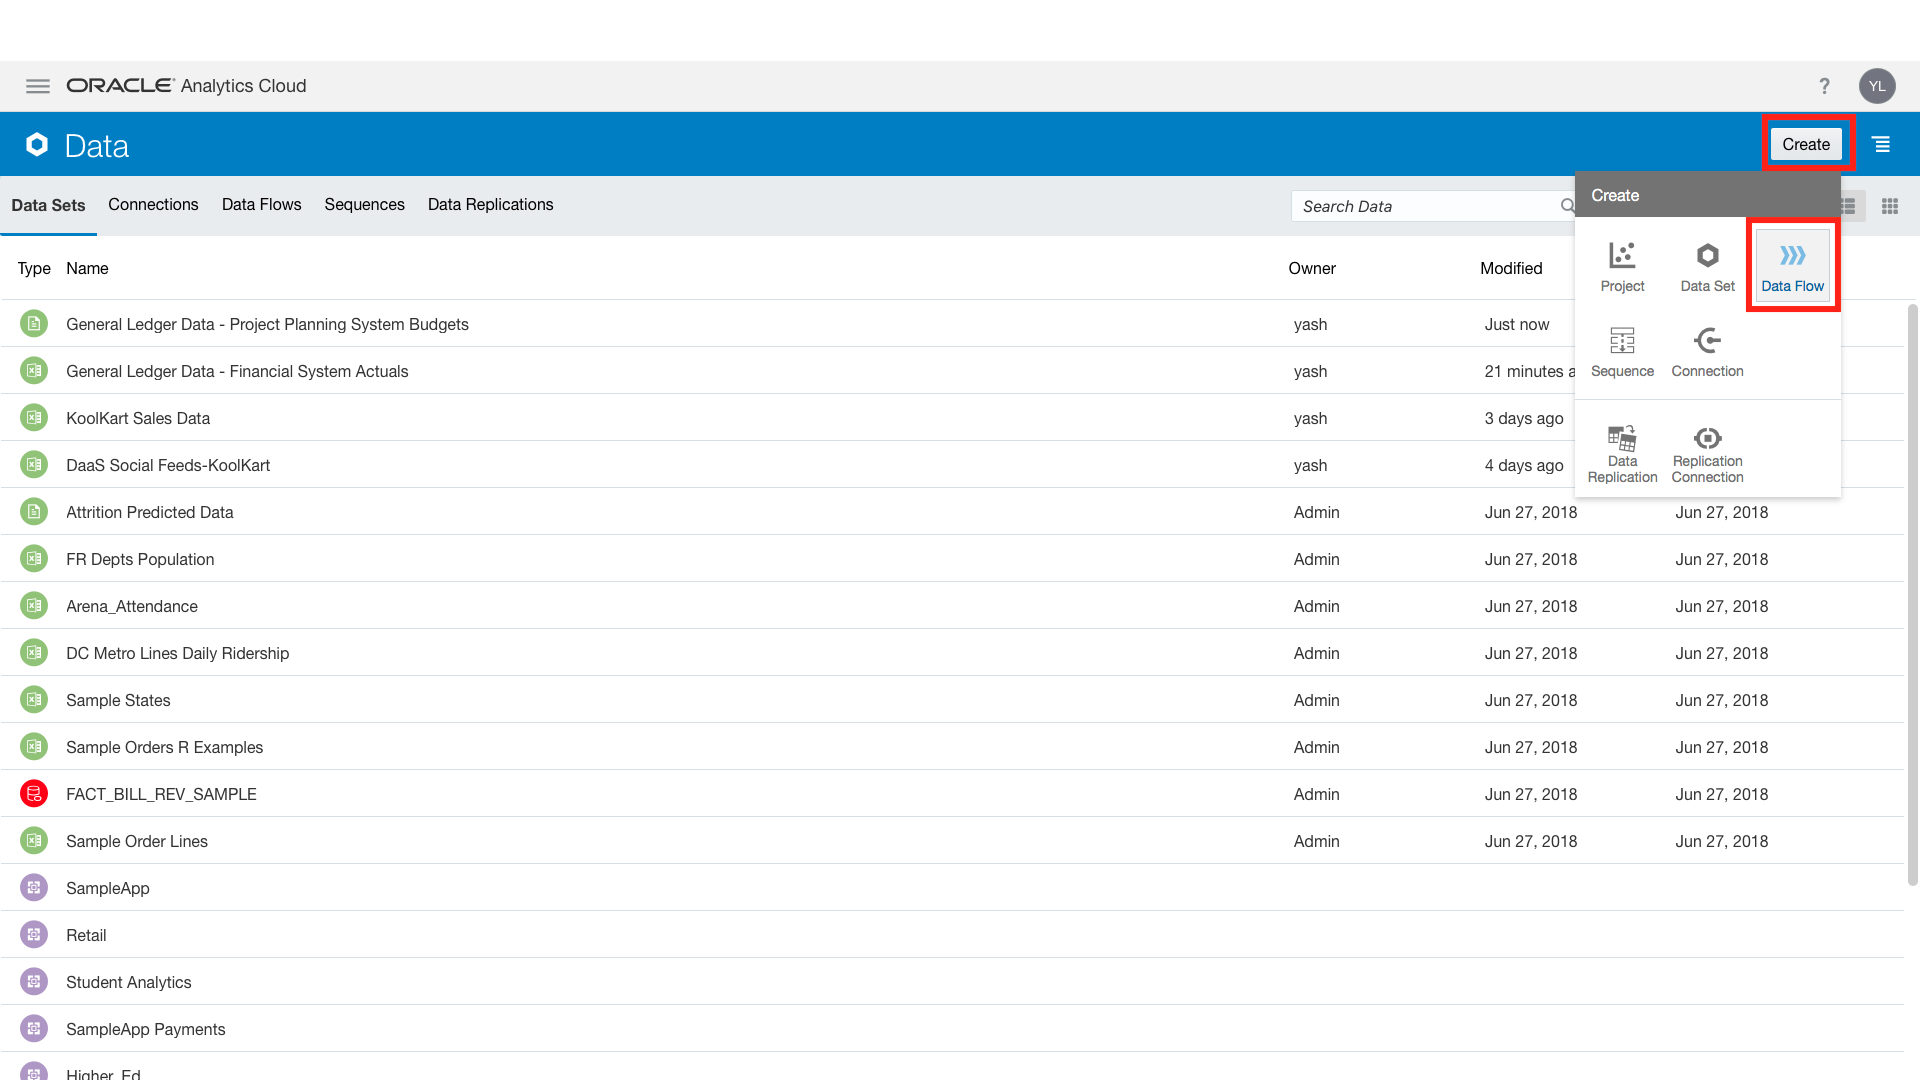 ORACLE Analytics Cloud
? YL
Data
Create
Data Sets Connections Data Flows Sequences Data Replications
Search Data
Create
Project Data Set Data Flow
Sequence Connection
Data Replication
Replication Connection
Type Name Owner Modified
General Ledger Data - Project Planning System Budgets yash Just now
General Ledger Data - Financial System Actuals yash 21 minutes a
KoolKart Sales Data yash 3 days ago
DaaS Social Feeds-KoolKart yash 4 days ago
Attrition Predicted Data Admin Jun 27, 2018 Jun 27, 2018
FR Depts Population Admin Jun 27, 2018 Jun 27, 2018
Arena_Attendance Admin Jun 27, 2018 Jun 27, 2018
DC Metro Lines Daily Ridership Admin Jun 27, 2018 Jun 27, 2018
Sample States Admin Jun 27, 2018 Jun 27, 2018
Sample Orders R Examples Admin Jun 27, 2018 Jun 27, 2018
FACT_BILL_REV_SAMPLE Admin Jun 27, 2018 Jun 27, 2018
Sample Order Lines Admin Jun 27, 2018 Jun 27, 2018
SampleApp
Retail
Student Analytics
SampleApp Payments
Higher_Ed